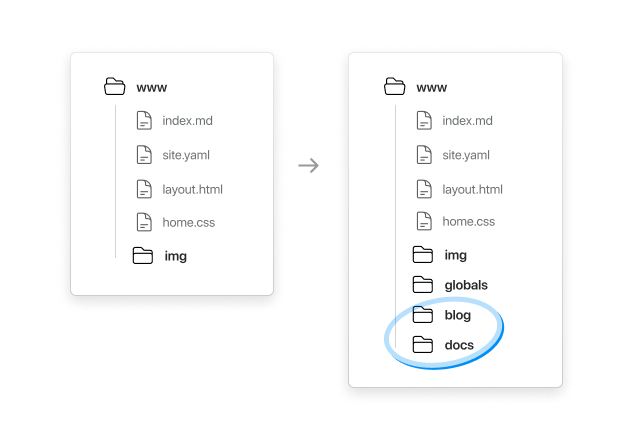 www
index.md
site.yaml
layout.html
home.css
img
www
index.md
site.yaml
layout.html
home.css
img
globals
blog
docs